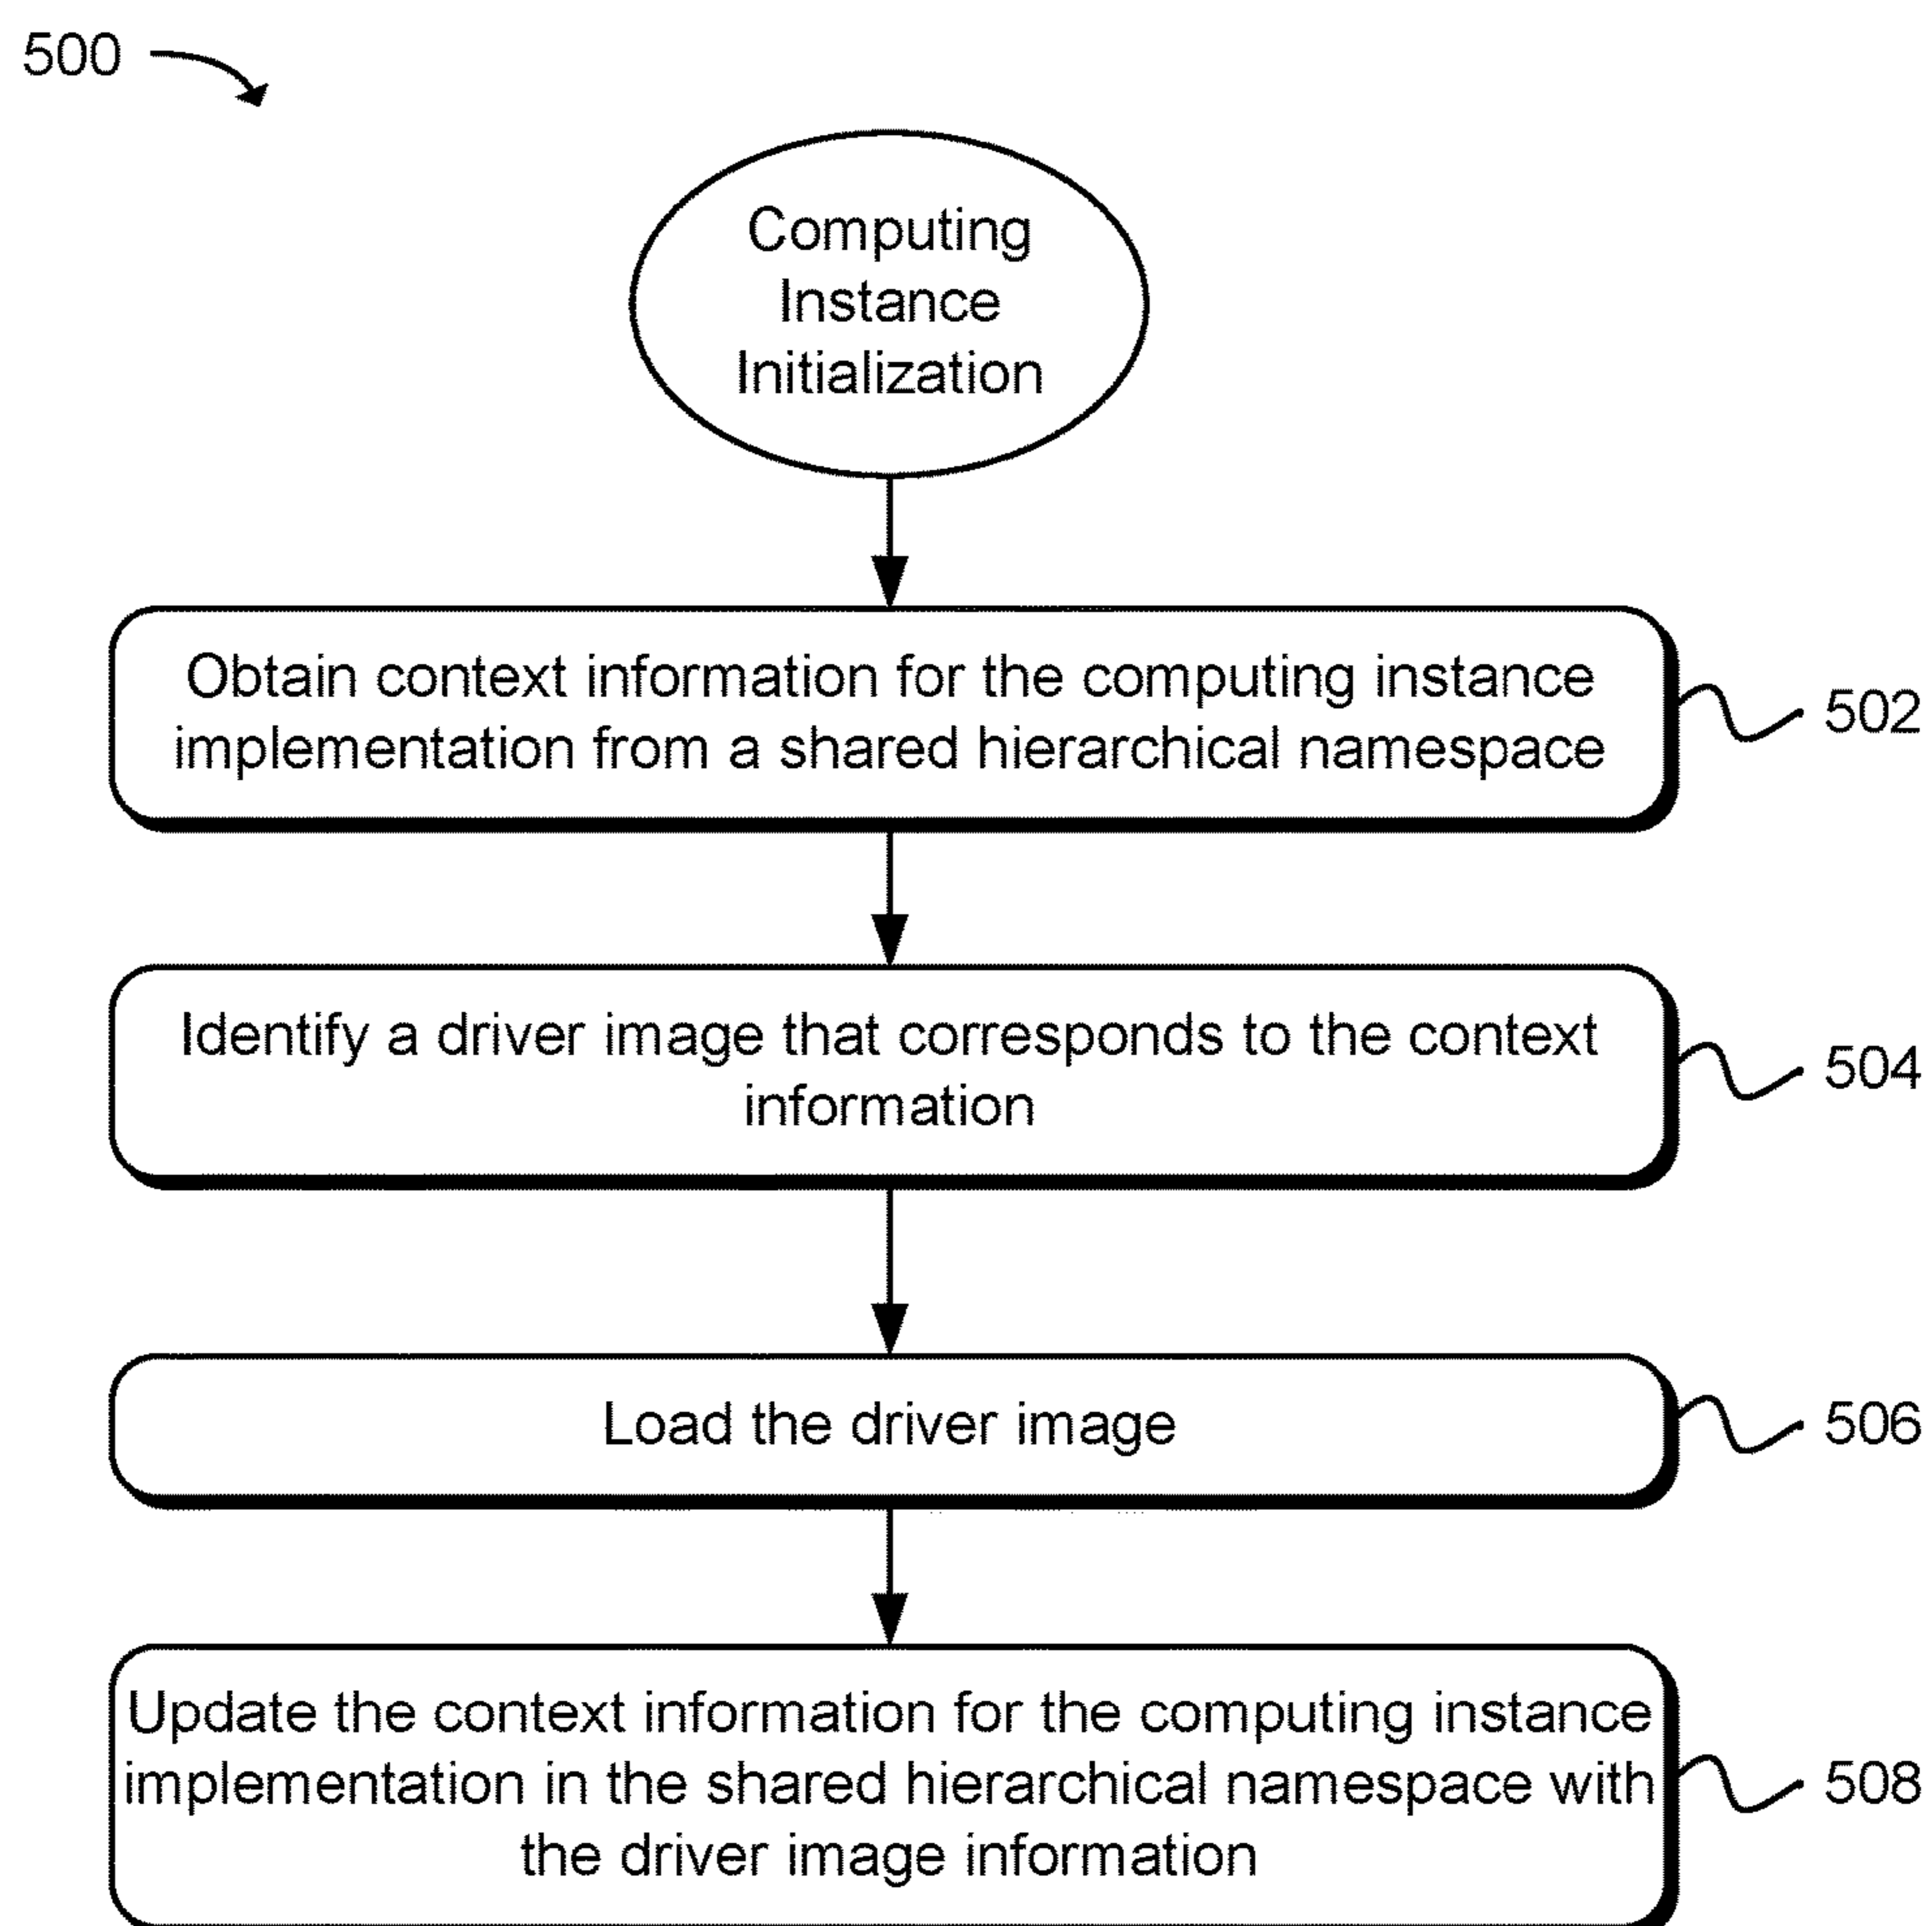 500
Computing
Instance
Initialization
Obtain context information for the computing instance
implementation from a shared hierarchical namespace
502
Identify a driver image that corresponds to the context
information
504
Load the driver image
506
Update the context information for the computing instance
implementation in the shared hierarchical namespace with
the driver image information
508